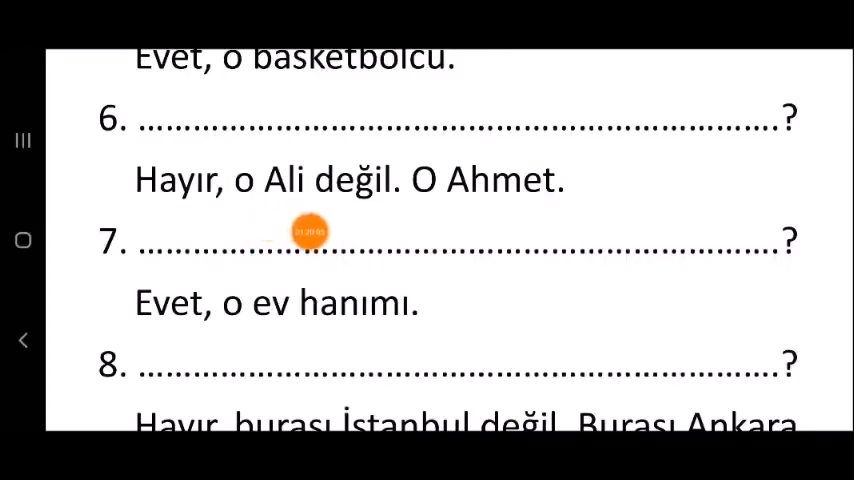 Evet, o basketbolcu.
6. ....................................................................?
Hayır, o Ali değil. O Ahmet.
7. ....................................................................?
Evet, o ev hanımı.
8. ....................................................................?
Hayır, burası İstanbul değil. Burası Ankara